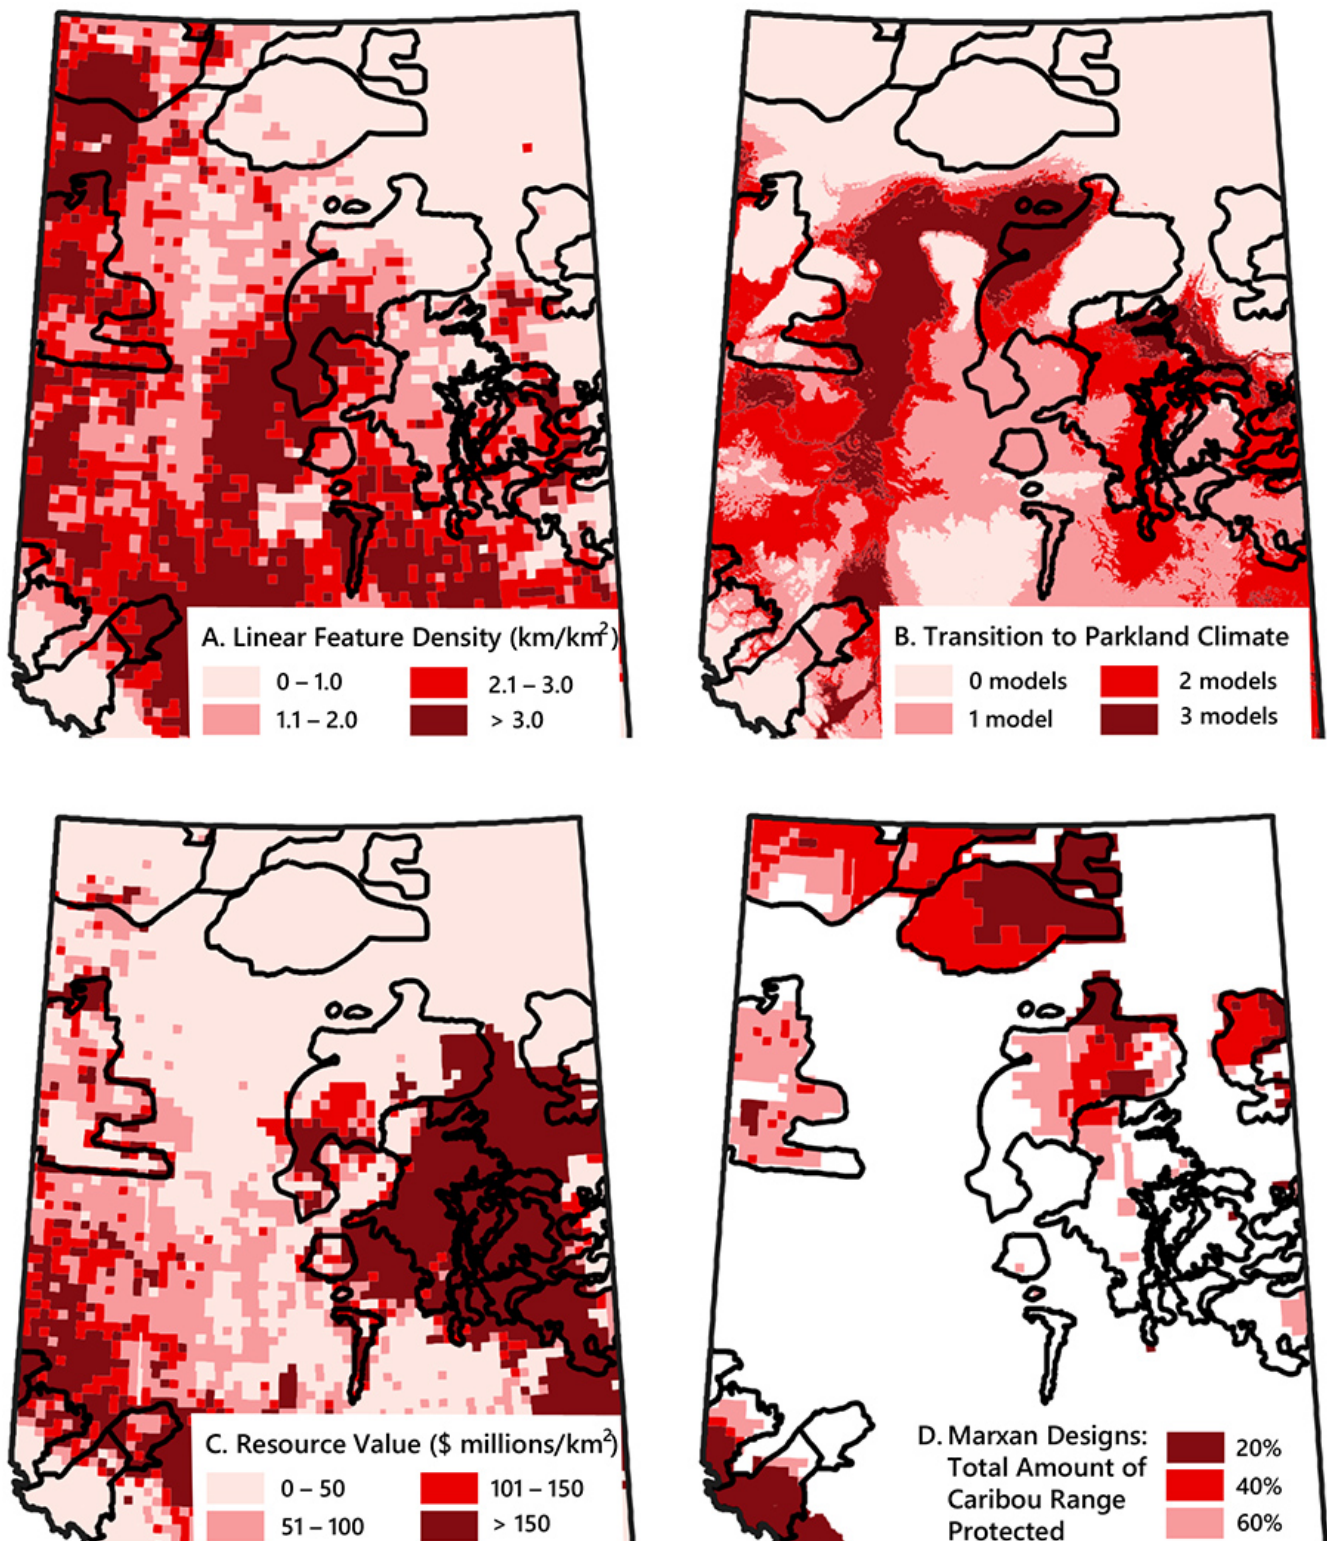 A. Linear Feature Density (km/km²)
0 – 1.0
2.1 – 3.0
1.1 – 2.0
> 3.0
B. Transition to Parkland Climate
0 models
2 models
1 model
3 models
C. Resource Value ($ millions/km²)
0 – 50
101 – 150
51 – 100
> 150
D. Marxan Designs:
Total Amount of
Caribou Range
Protected
20%
40%
60%